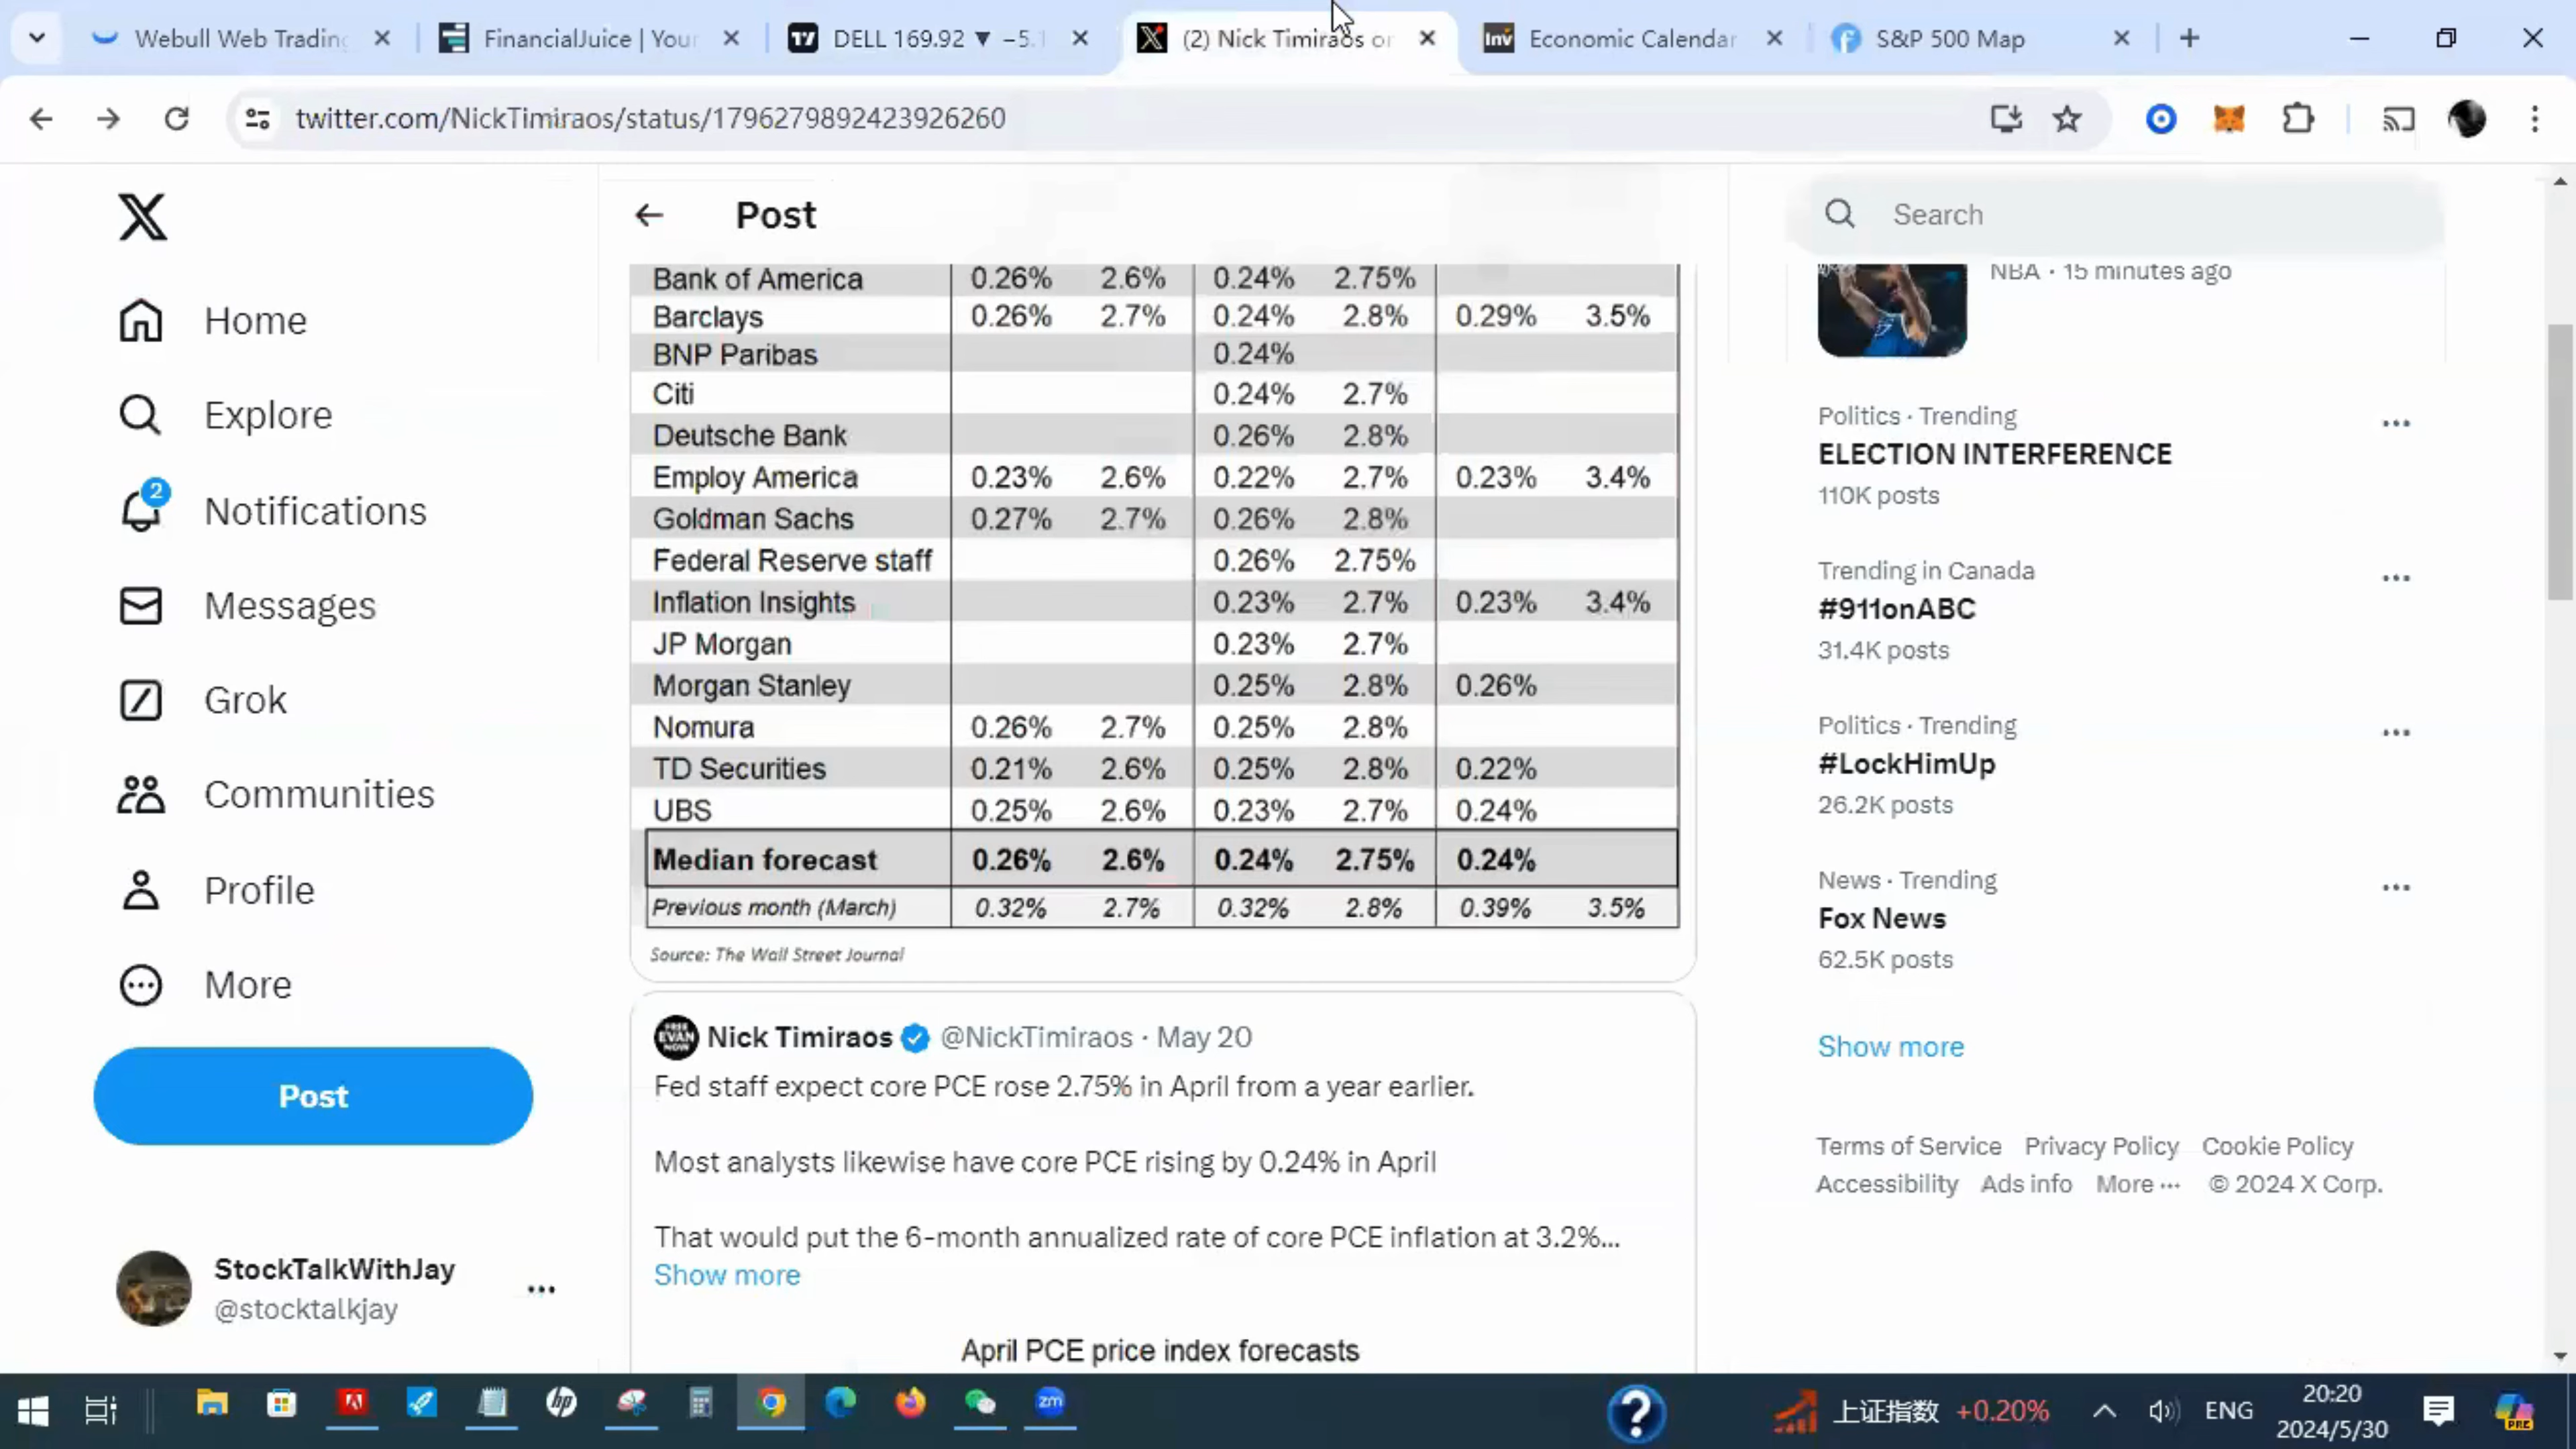 Webull Web Trading
FinancialJuice | Your
DELL 169.92 ▼ −5.1
(2) Nick Timiraos on
Economic Calendar
S&P 500 Map
twitter.com/NickTimiraos/status/1796279892423926260
Home
Explore
2
Notifications
Messages
Grok
Communities
Profile
More
Post
StockTalkWithJay
@stocktalkjay
Post
Bank of America 0.26% 2.6% 0.24% 2.75%
Barclays 0.26% 2.7% 0.24% 2.8% 0.29% 3.5%
BNP Paribas 0.24%
Citi 0.24% 2.7%
Deutsche Bank 0.26% 2.8%
Employ America 0.23% 2.6% 0.22% 2.7% 0.23% 3.4%
Goldman Sachs 0.27% 2.7% 0.26% 2.8%
Federal Reserve staff 0.26% 2.75%
Inflation Insights 0.23% 2.7% 0.23% 3.4%
JP Morgan 0.23% 2.7%
Morgan Stanley 0.25% 2.8% 0.26%
Nomura 0.26% 2.7% 0.25% 2.8%
TD Securities 0.21% 2.6% 0.25% 2.8% 0.22%
UBS 0.25% 2.6% 0.23% 2.7% 0.24%
Median forecast 0.26% 2.6% 0.24% 2.75% 0.24%
Previous month (March) 0.32% 2.7% 0.32% 2.8% 0.39% 3.5%
Source: The Wall Street Journal
FREE EVAN NOW
Nick Timiraos @NickTimiraos · May 20
Fed staff expect core PCE rose 2.75% in April from a year earlier.
Most analysts likewise have core PCE rising by 0.24% in April
That would put the 6-month annualized rate of core PCE inflation at 3.2%...
Show more
April PCE price index forecasts
Search
NBA · 15 minutes ago
Politics · Trending
ELECTION INTERFERENCE
110K posts
Trending in Canada
#911onABC
31.4K posts
Politics · Trending
#LockHimUp
26.2K posts
News · Trending
Fox News
62.5K posts
Show more
Terms of Service Privacy Policy Cookie Policy
Accessibility Ads info More ··· © 2024 X Corp.
上证指数 +0.20%
ENG
20:20
2024/5/30